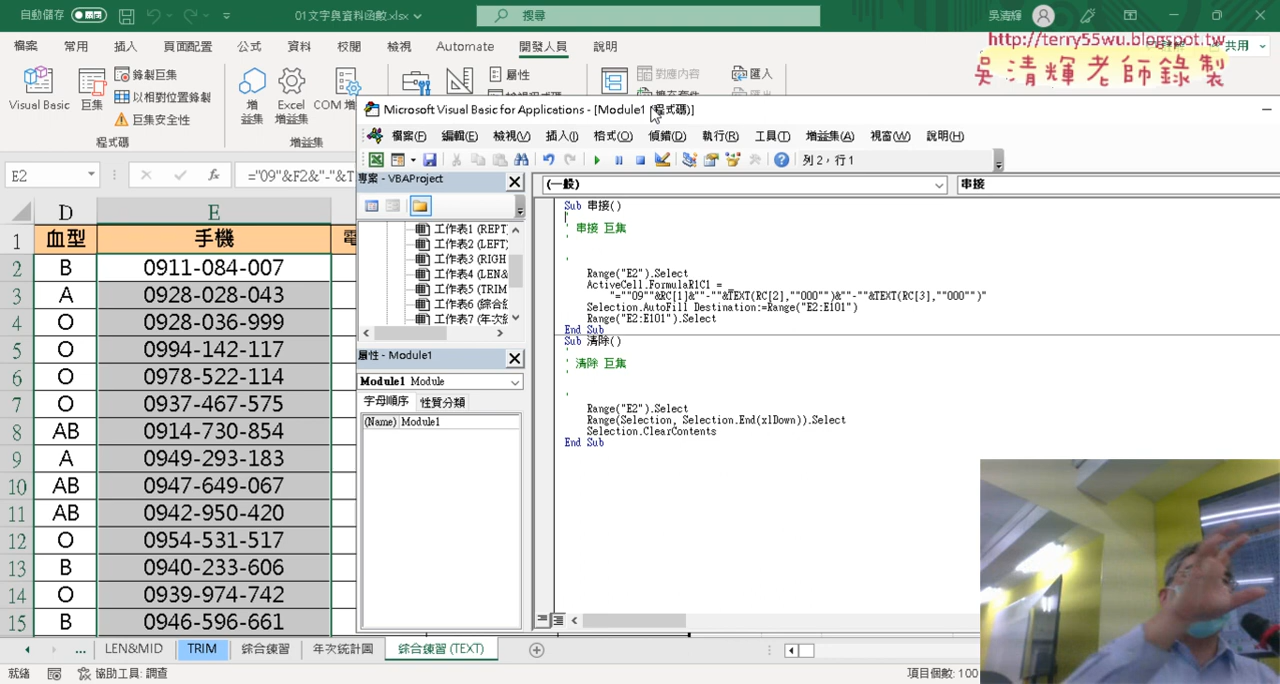 自動儲存 關閉 01文字與資料函數.xlsx 搜尋 吳清輝
http://terry55wu.blogspot.tw
吳清輝老師錄製
檔案 常用 插入 頁面配置 公式 資料 校閱 檢視 Automate 開發人員 說明 共用
Visual Basic 巨集 錄製巨集 以相對位置錄製 巨集安全性
程式碼
增益集 Excel 增益集 COM 增
增益集
屬性
對應內容
匯入
Microsoft Visual Basic for Applications - [Module1 (程式碼)]
檔案(F) 編輯(E) 檢視(V) 插入(I) 格式(O) 偵錯(D) 執行(R) 工具(T) 增益集(A) 視窗(W) 說明(H)
列 2，行 1
E2 fx ="09"&F2&"-"&T
專案 - VBAProject
工作表1 (REPT
工作表2 (LEFT)
工作表3 (RIGH
工作表4 (LEN&
工作表5 (TRIM
工作表6 (綜合
工作表7 (年次
屬性 - Module1
Module1 Module
字母順序 性質分類
(Name) Module1
(一般) 串接
Sub 串接()
'
' 串接 巨集
'
'
Range("E2").Select
ActiveCell.FormulaR1C1 = _
"=""09""&RC[1]&""-""&TEXT(RC[2],""000"")&""-""&TEXT(RC[3],""000"")"
Selection.AutoFill Destination:=Range("E2:E101")
Range("E2:E101").Select
End Sub
Sub 清除()
'
' 清除 巨集
'
'
Range("E2").Select
Range(Selection, Selection.End(xlDown)).Select
Selection.ClearContents
End Sub
D E
1 血型 手機 電
2 B 0911-084-007
3 A 0928-028-043
4 O 0928-036-999
5 O 0994-142-117
6 O 0978-522-114
7 O 0937-467-575
8 AB 0914-730-854
9 A 0949-293-183
10 AB 0947-649-067
11 AB 0942-950-420
12 O 0954-531-517
13 B 0940-233-606
14 O 0939-974-742
15 B 0946-596-661
... LEN&MID TRIM 綜合練習 年次統計圖 綜合練習 (TEXT)
就緒 協助工具: 調查 項目個數: 100